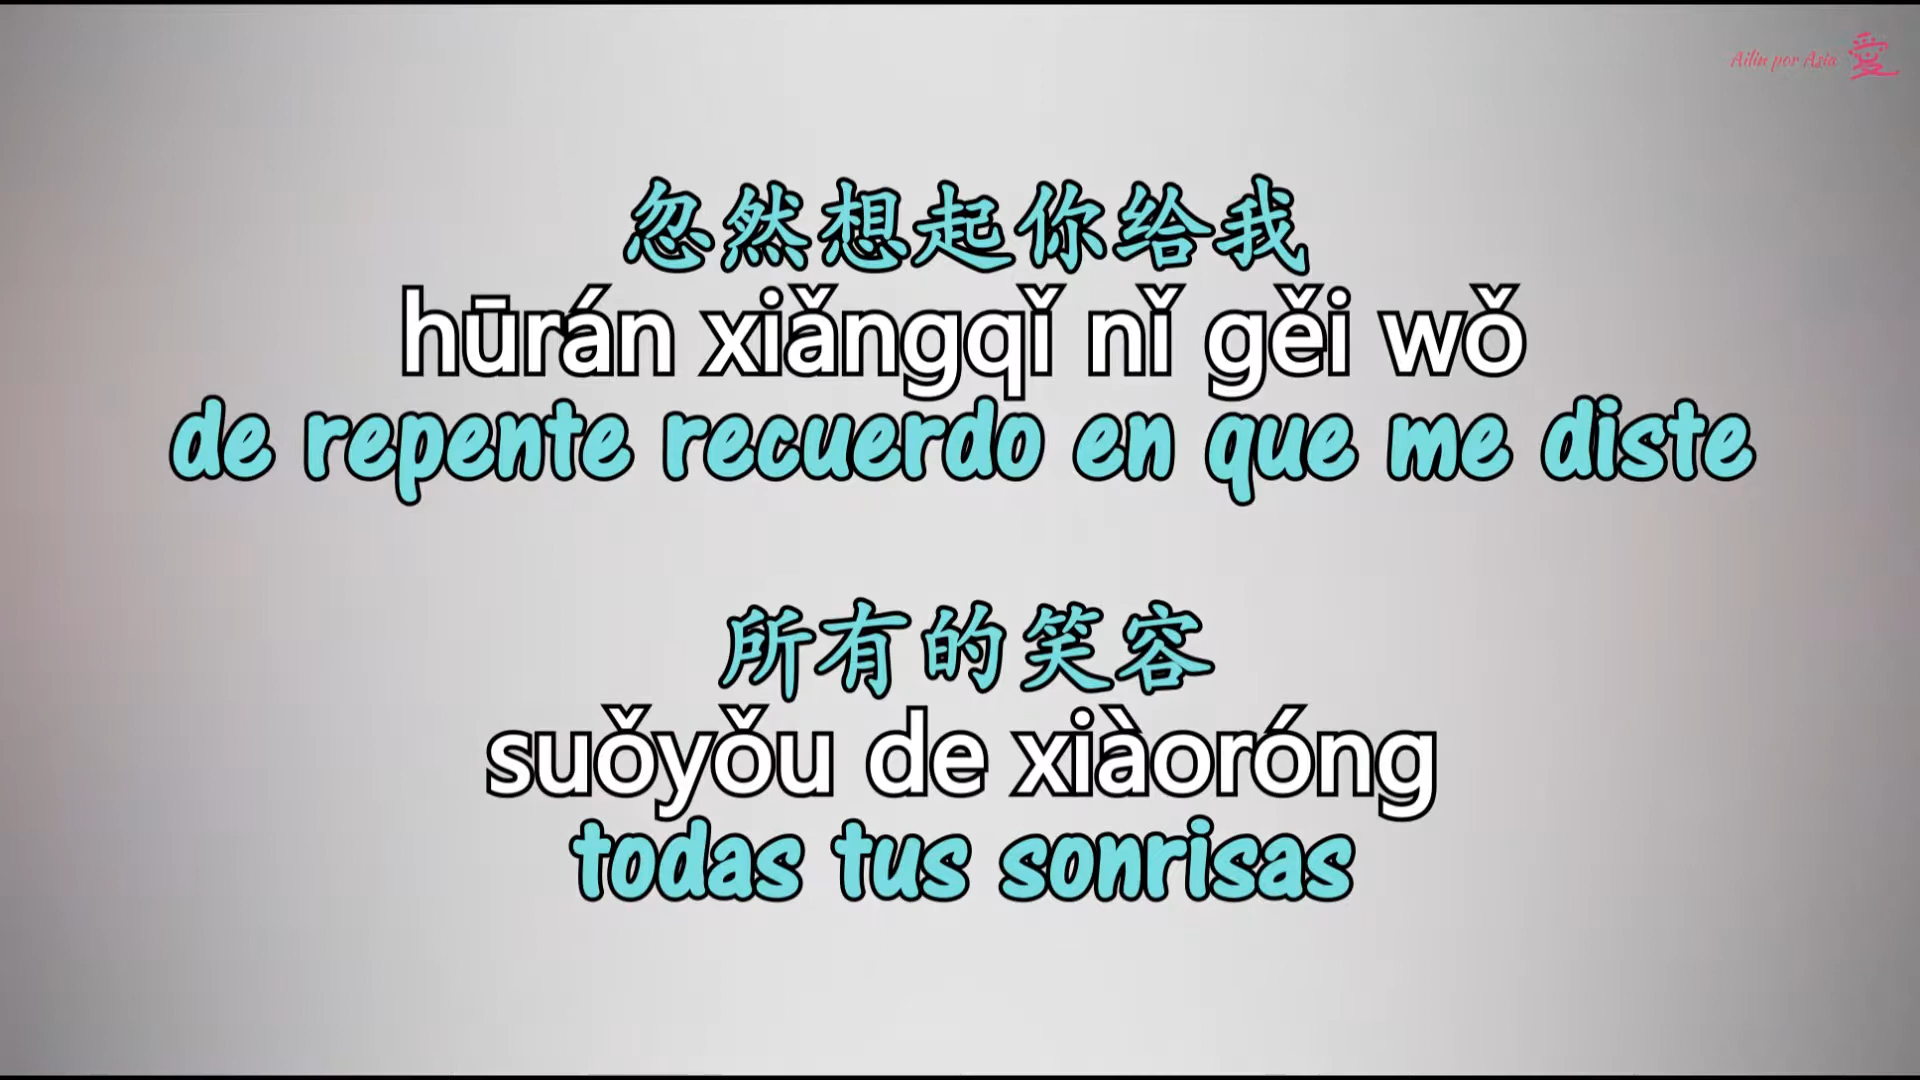 Ailin por Asia 愛
忽然想起你给我
hūrán xiǎngqǐ nǐ gěi wǒ
de repente recuerdo en que me diste
所有的笑容
suǒyǒu de xiàoróng
todas tus sonrisas